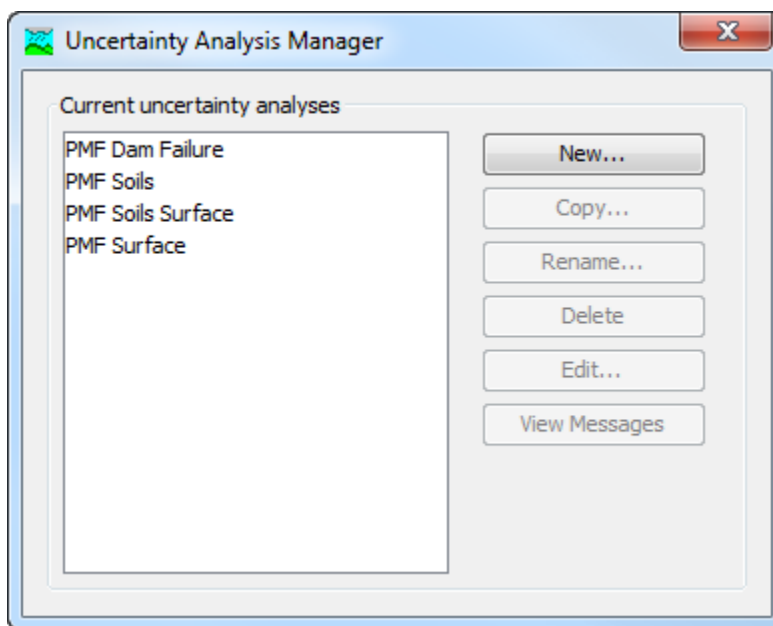 Uncertainty Analysis Manager
Current uncertainty analyses
PMF Dam Failure
PMF Soils
PMF Soils Surface
PMF Surface
New...
Copy...
Rename...
Delete
Edit...
View Messages